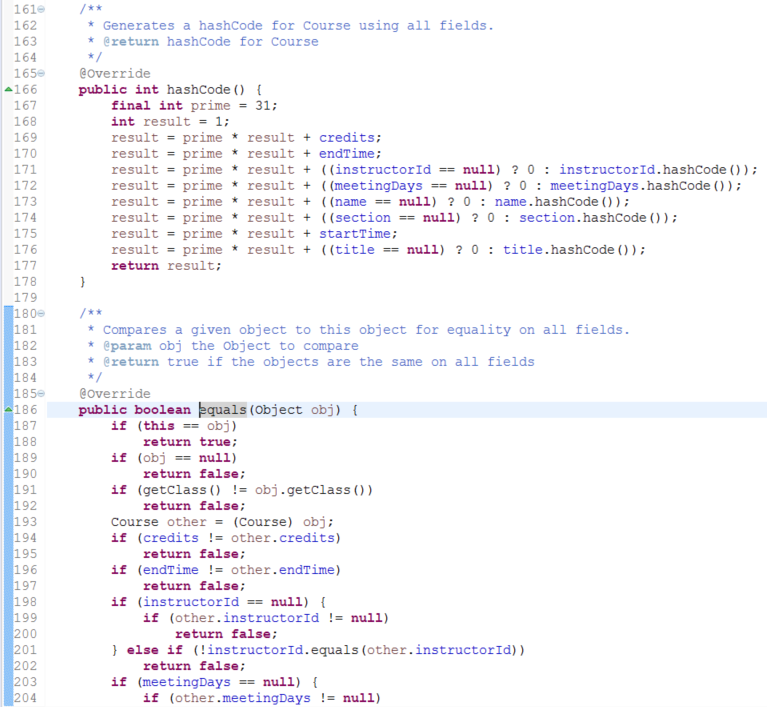 161    /**
162     * Generates a hashCode for Course using all fields.
163     * @return hashCode for Course
164     */
165    @Override
166    public int hashCode() {
167        final int prime = 31;
168        int result = 1;
169        result = prime * result + credits;
170        result = prime * result + endTime;
171        result = prime * result + ((instructorId == null) ? 0 : instructorId.hashCode());
172        result = prime * result + ((meetingDays == null) ? 0 : meetingDays.hashCode());
173        result = prime * result + ((name == null) ? 0 : name.hashCode());
174        result = prime * result + ((section == null) ? 0 : section.hashCode());
175        result = prime * result + startTime;
176        result = prime * result + ((title == null) ? 0 : title.hashCode());
177        return result;
178    }
179
180    /**
181     * Compares a given object to this object for equality on all fields.
182     * @param obj the Object to compare
183     * @return true if the objects are the same on all fields
184     */
185    @Override
186    public boolean equals(Object obj) {
187        if (this == obj)
188            return true;
189        if (obj == null)
190            return false;
191        if (getClass() != obj.getClass())
192            return false;
193        Course other = (Course) obj;
194        if (credits != other.credits)
195            return false;
196        if (endTime != other.endTime)
197            return false;
198        if (instructorId == null) {
199            if (other.instructorId != null)
200                return false;
201        } else if (!instructorId.equals(other.instructorId))
202            return false;
203        if (meetingDays == null) {
204            if (other.meetingDays != null)